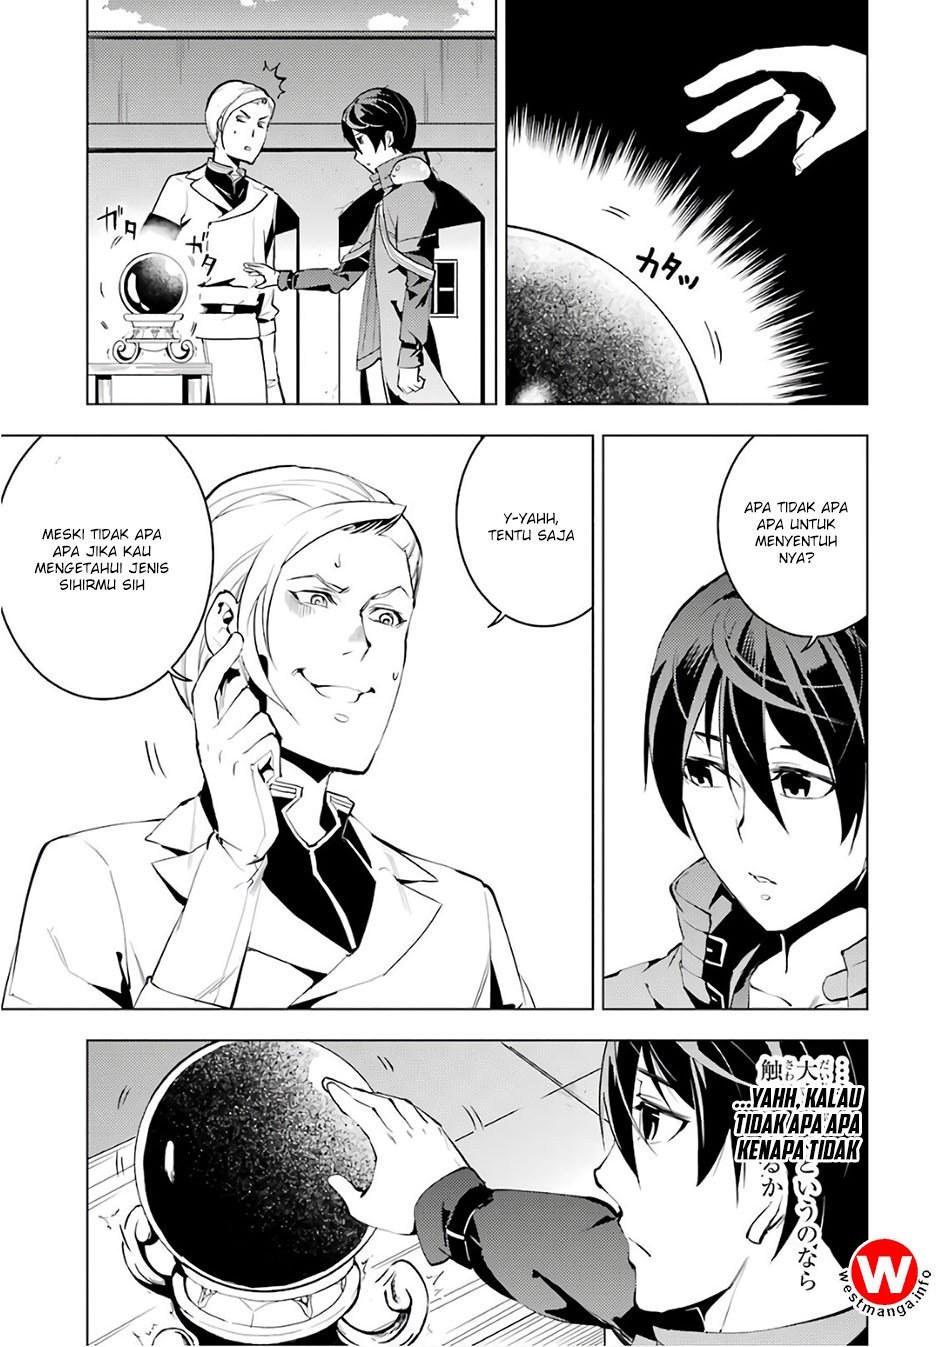 カタッ
ガタ
ガタ
APA TIDAK APA
APA UNTUK
MENYENTUH
NYA?
Y-YAHH,
TENTU SAJA
MESKI TIDAK APA
APA JIKA KAU
MENGETAHUI JENIS
SIHIRMU SIH
...YAHH, KALAU
TIDAK APA APA
KENAPA TIDAK
W
westmanga.info